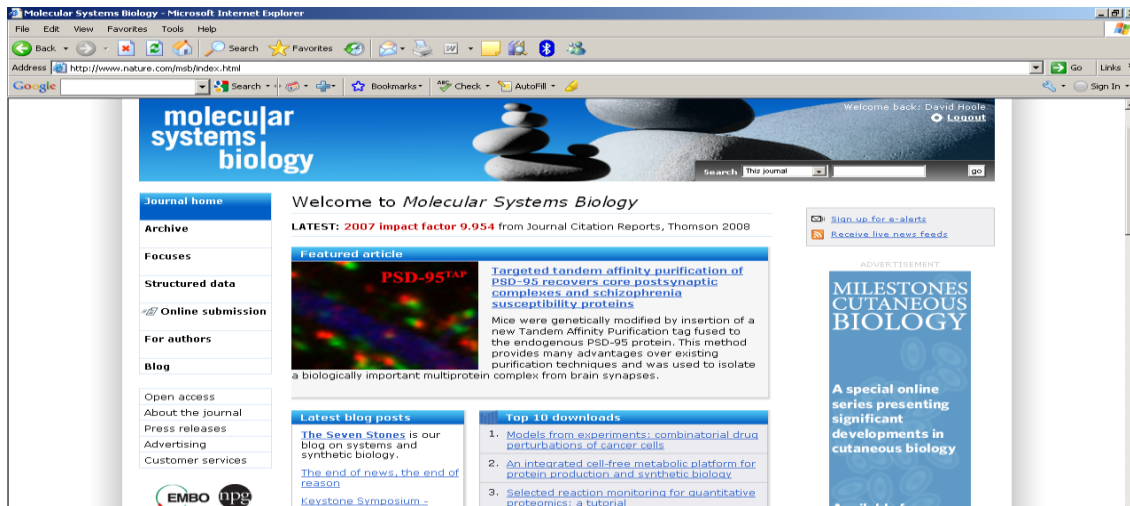 Molecular Systems Biology - Microsoft Internet Explorer
File Edit View Favorites Tools Help
Back Search Favorites
Address http://www.nature.com/msb/index.html Go Links
Google Search Bookmarks ABC Check AutoFill Sign In
molecular
systems
biology
Welcome back: David Hoole
Logout
Search This journal go
Journal home
Archive
Focuses
Structured data
Online submission
For authors
Blog
Open access
About the journal
Press releases
Advertising
Customer services
EMBO npg
Welcome to Molecular Systems Biology
LATEST: 2007 impact factor 9.954 from Journal Citation Reports, Thomson 2008
Featured article
PSD-95TAP
Targeted tandem affinity purification of
PSD-95 recovers core postsynaptic
complexes and schizophrenia
susceptibility proteins
Mice were genetically modified by insertion of a
new Tandem Affinity Purification tag fused to
the endogenous PSD-95 protein. This method
provides many advantages over existing
purification techniques and was used to isolate
a biologically important multiprotein complex from brain synapses.
Latest blog posts
The Seven Stones is our
blog on systems and
synthetic biology.
The end of news, the end of
reason
Keystone Symposium -
Top 10 downloads
1. Models from experiments: combinatorial drug
perturbations of cancer cells
2. An integrated cell-free metabolic platform for
protein production and synthetic biology
3. Selected reaction monitoring for quantitative
proteomics: a tutorial
Sign up for e-alerts
Receive live news feeds
ADVERTISEMENT
MILESTONES
CUTANEOUS
BIOLOGY
A special online
series presenting
significant
developments in
cutaneous biology